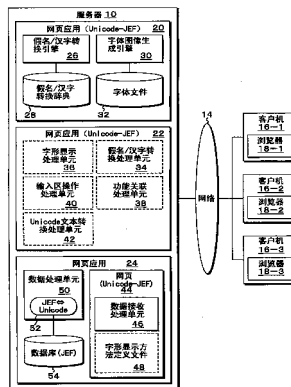 服务器 10
网页应用(Unicode-JEF) 20
假名/汉字转
换引擎
26
字体图像生
成引擎
30
假名/汉字
转换辞典
28
字体文件
32
网页应用(Unicode-JEF) 22
字形显示
处理单元
36
假名/汉字转
换处理单元
34
输入区操作
处理单元
40
功能关联处
理单元
38
Unicode文本转
换处理单元
42
网页应用 24
数据处理单元
50
JEF⇔
Unicode
52
数据库(JEF)
54
网页
(Unicode-JEF)
44
数据接收
处理单元
46
字形显示方
法定义文件
48
14
网络
客户机
16-1
浏览器
18-1
客户机
16-2
浏览器
18-2
客户机
16-3
浏览器
18-3